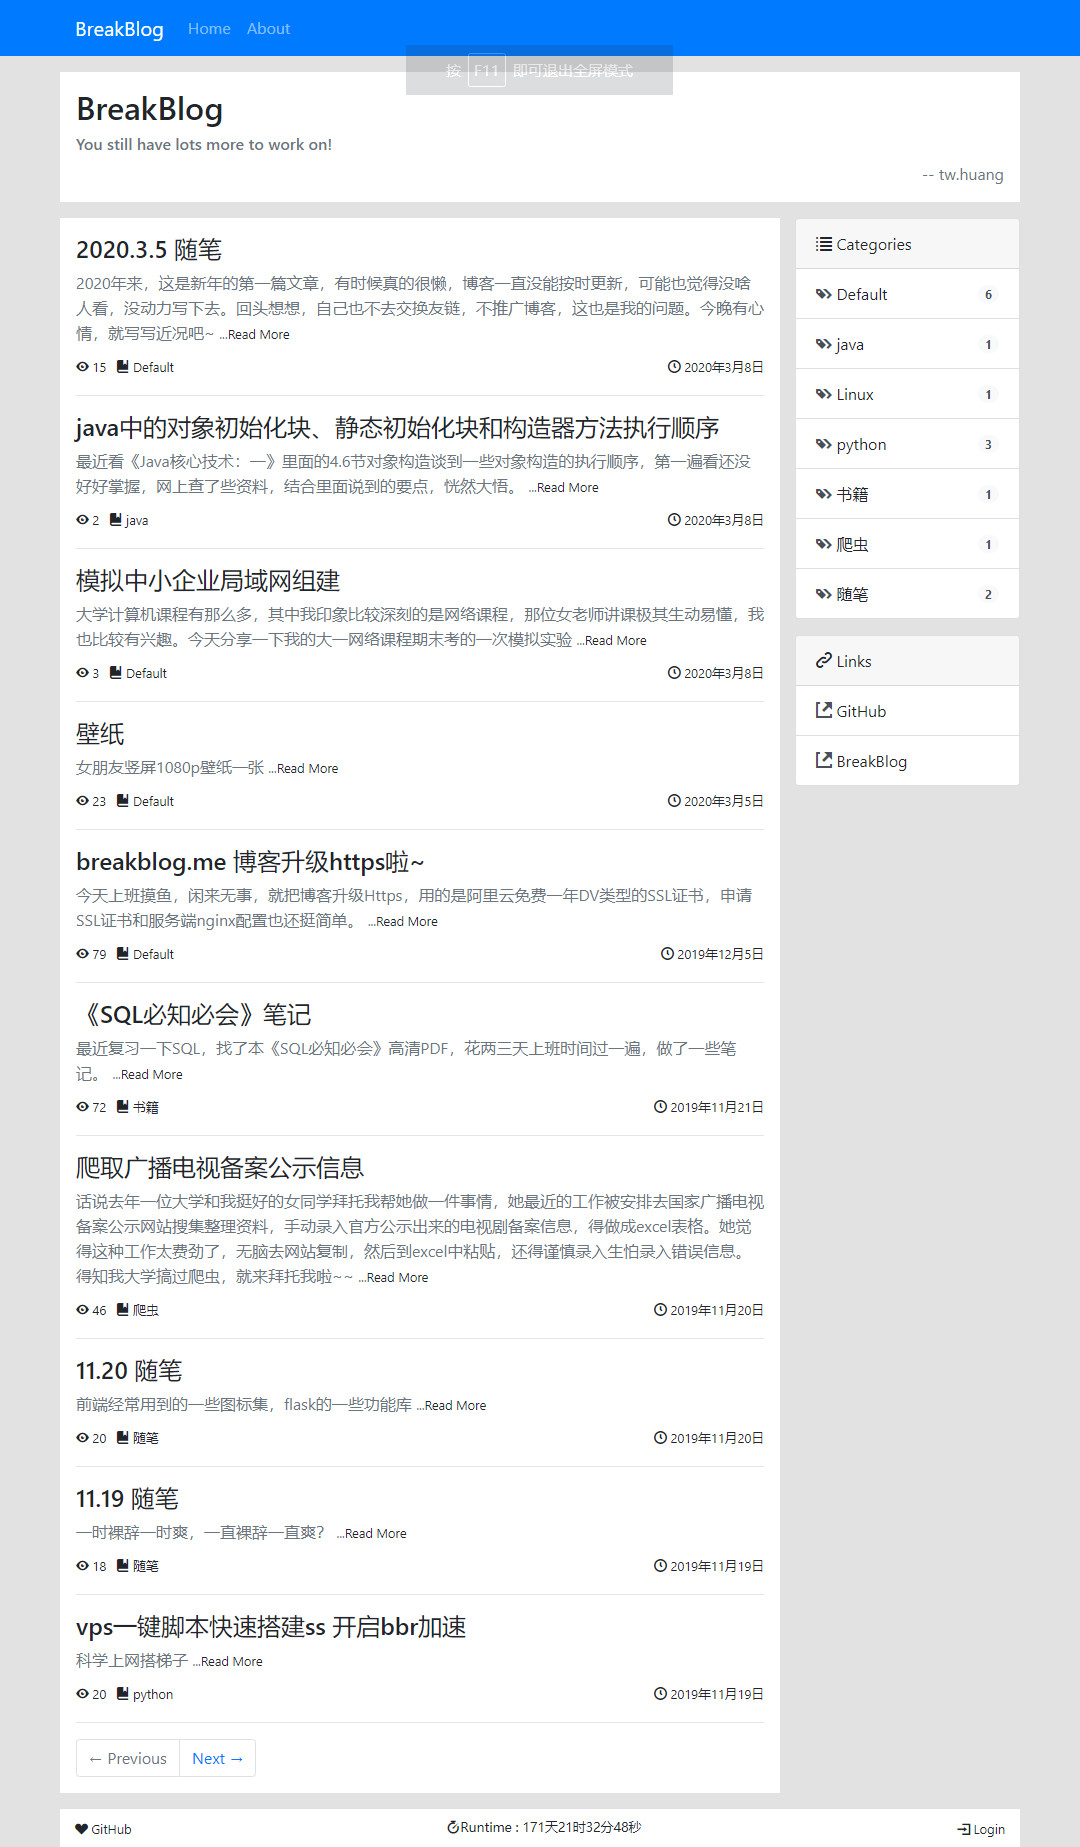 BreakBlog Home About
按 F11 即可退出全屏模式
BreakBlog
You still have lots more to work on!
-- tw.huang
2020.3.5 随笔
2020年来，这是新年的第一篇文章，有时候真的很懒，博客一直没能按时更新，可能也觉得没啥
人看，没动力写下去。回头想想，自己也不去交换友链，不推广博客，这也是我的问题。今晚有心
情，就写写近况吧~ ...Read More
15 Default 2020年3月8日
java中的对象初始化块、静态初始化块和构造器方法执行顺序
最近看《Java核心技术：一》里面的4.6节对象构造谈到一些对象构造的执行顺序，第一遍看还没
好好掌握，网上查了些资料，结合里面说到的要点，恍然大悟。 ...Read More
2 java 2020年3月8日
模拟中小企业局域网组建
大学计算机课程有那么多，其中我印象比较深刻的是网络课程，那位女老师讲课极其生动易懂，我
也比较有兴趣。今天分享一下我的大一网络课程期末考的一次模拟实验 ...Read More
3 Default 2020年3月8日
壁纸
女朋友竖屏1080p壁纸一张 ...Read More
23 Default 2020年3月5日
breakblog.me 博客升级https啦~
今天上班摸鱼，闲来无事，就把博客升级Https，用的是阿里云免费一年DV类型的SSL证书，申请
SSL证书和服务端nginx配置也还挺简单。 ...Read More
79 Default 2019年12月5日
《SQL必知必会》笔记
最近复习一下SQL，找了本《SQL必知必会》高清PDF，花两三天上班时间过一遍，做了一些笔
记。 ...Read More
72 书籍 2019年11月21日
爬取广播电视备案公示信息
话说去年一位大学和我挺好的女同学拜托我帮她做一件事情，她最近的工作被安排去国家广播电视
备案公示网站搜集整理资料，手动录入官方公示出来的电视剧备案信息，得做成excel表格。她觉
得这种工作太费劲了，无脑去网站复制，然后到excel中粘贴，还得谨慎录入生怕录入错误信息。
得知我大学搞过爬虫，就来拜托我啦~~ ...Read More
46 爬虫 2019年11月20日
11.20 随笔
前端经常用到的一些图标集，flask的一些功能库 ...Read More
20 随笔 2019年11月20日
11.19 随笔
一时裸辞一时爽，一直裸辞一直爽？ ...Read More
18 随笔 2019年11月19日
vps一键脚本快速搭建ss 开启bbr加速
科学上网搭梯子 ...Read More
20 python 2019年11月19日
← Previous Next →
Categories
Default 6
java 1
Linux 1
python 3
书籍 1
爬虫 1
随笔 2
Links
GitHub
BreakBlog
GitHub Runtime : 171天21时32分48秒 Login